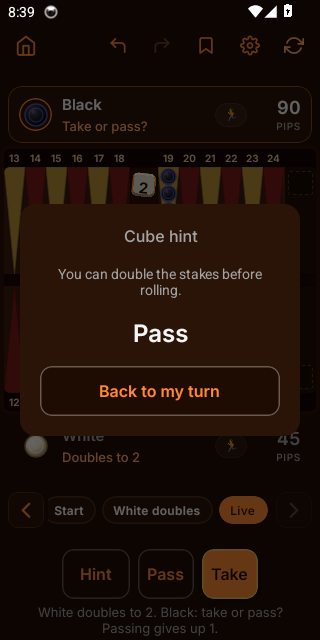 8:39
Black
Take or pass?
90
PIPS
13 14 15 16 17 18 19 20 21 22 23 24
2
Cube hint
You can double the stakes before
rolling.
Pass
Back to my turn
12
White
Doubles to 2
45
PIPS
Start
White doubles
Live
Hint
Pass
Take
White doubles to 2. Black: take or pass?
Passing gives up 1.